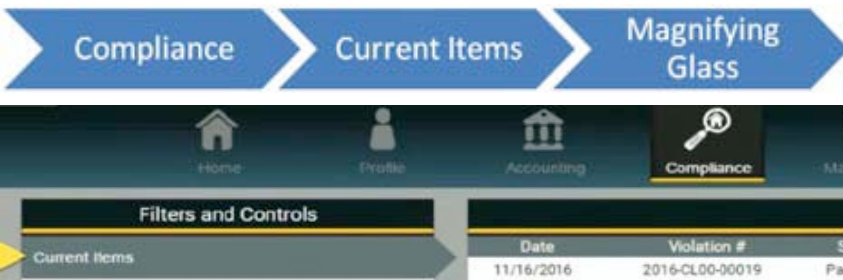 Compliance
Current Items
Magnifying
Glass
Home
Profile
Accounting
Compliance
Filters and Controls
Current Items
Date
Violation #
11/16/2016
2016-CL00-00019